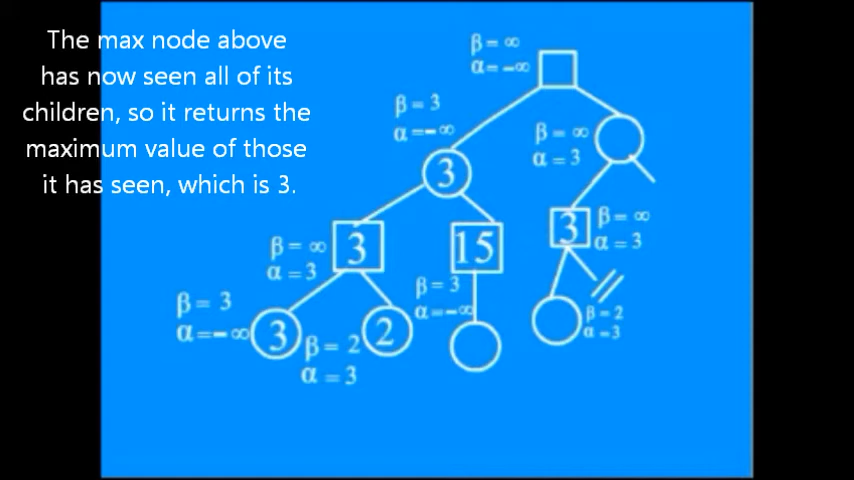 The max node above
has now seen all of its
children, so it returns the
maximum value of those
it has seen, which is 3.
β = ∞
α = -∞
β = 3
α = -∞
β = ∞
α = 3
3
3
β = ∞
α = 3
β = ∞
α = 3
3
15
β = 3
α = -∞
β = 3
α = -∞
3
β = 2
α = 3
2
β = 2
α = 3